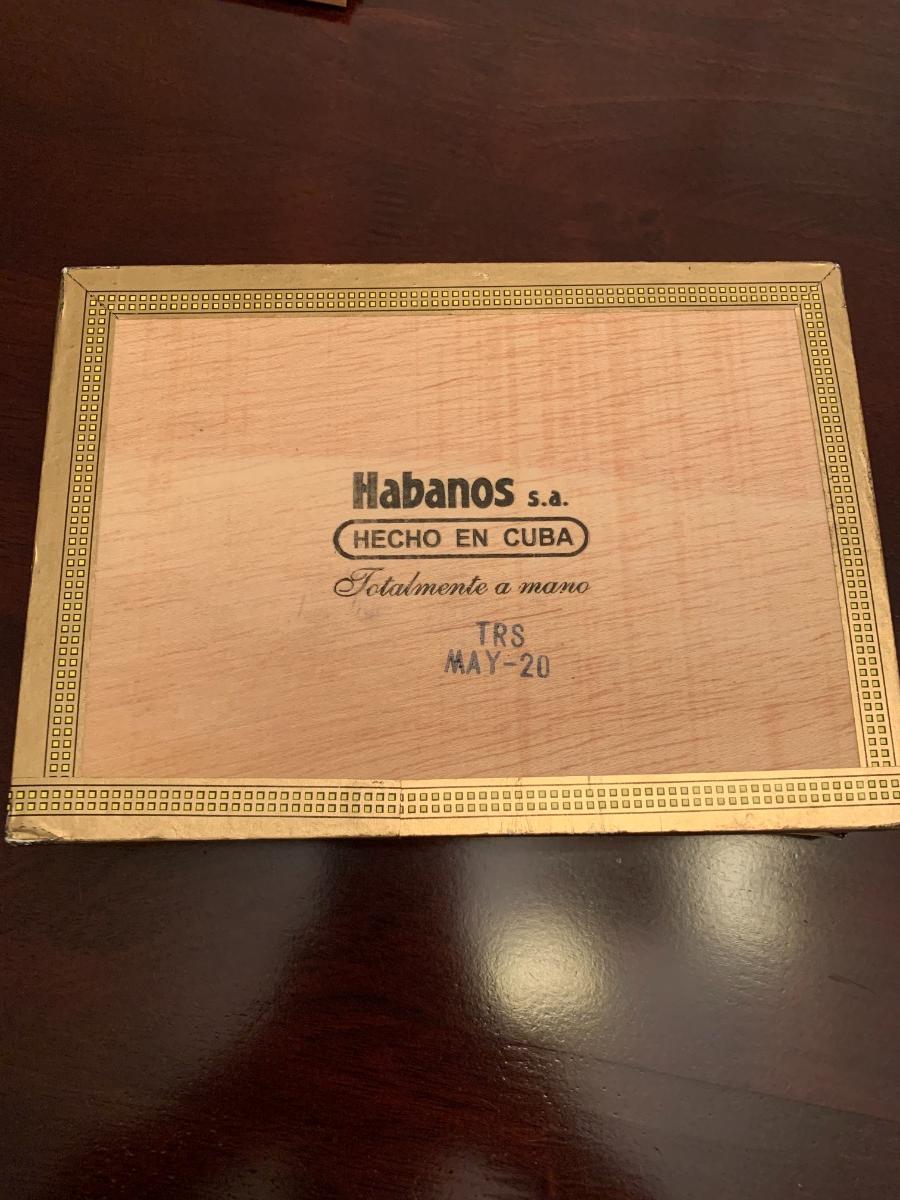 Habanos s.a.
HECHO EN CUBA
Totalmente a mano
TRS
MAY-20